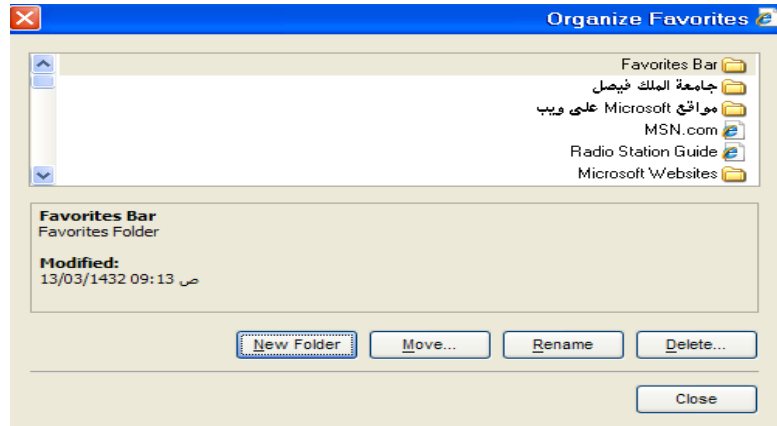 Organize Favorites
Favorites Bar
جامعة الملك فيصل
مواقع Microsoft على ويب
MSN.com
Radio Station Guide
Microsoft Websites
Favorites Bar
Favorites Folder
Modified:
13/03/1432 09:13 ص
New Folder Move... Rename Delete...
Close